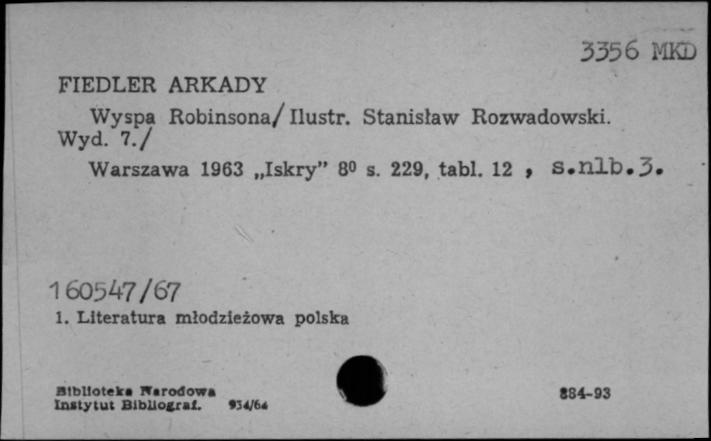 3356 MKD
FIEDLER ARKADY
Wyspa Robinsona/ Ilustr. Stanisław Rozwadowski.
Wyd. 7./
Warszawa 1963 „Iskry” 8⁰ s. 229, tabl. 12 , s.nlb.3.
160547/67
1. Literatura młodzieżowa polska
Biblioteka Narodowa
Instytut Bibliograf. 934/64
884-93